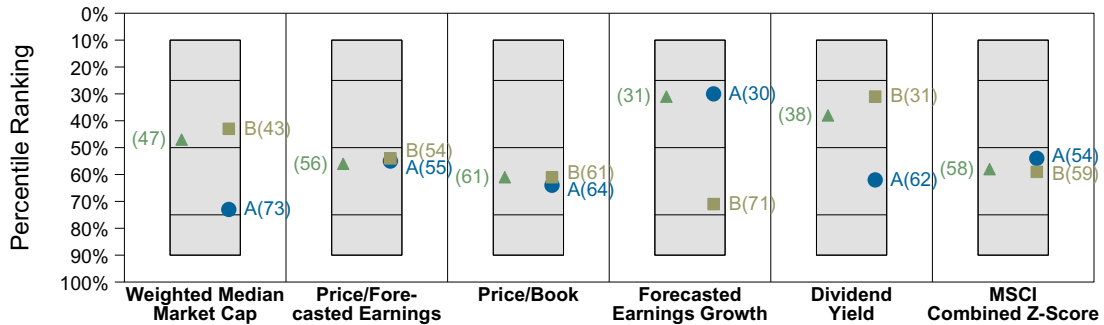 Percentile Ranking
0%
10%
20%
30%
40%
50%
60%
70%
80%
90%
100%
(47)
B(43)
A(73)
(56)
B(54)
A(55)
(61)
B(61)
A(64)
(31)
A(30)
B(71)
(38)
B(31)
A(62)
(58)
A(54)
B(59)
Weighted Median
Market Cap
Price/Fore-
casted Earnings
Price/Book
Forecasted
Earnings Growth
Dividend
Yield
MSCI
Combined Z-Score